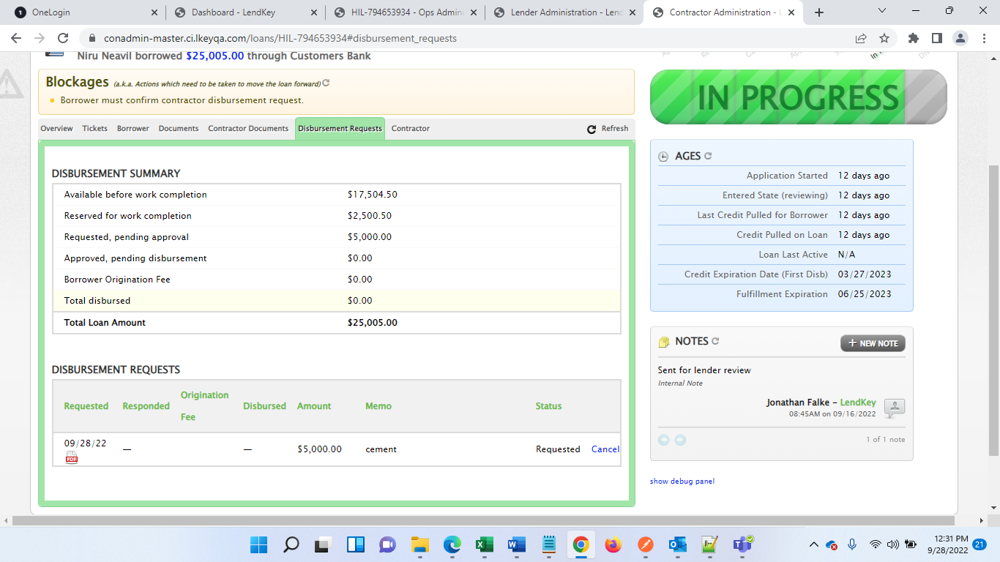 OneLogin
Dashboard - LendKey
HIL-794653934 - Ops Admin
Lender Administration - Lend
Contractor Administration -
conadmin-master.ci.lkeyqa.com/loans/HIL-794653934#disbursement_requests
Niru Neavil borrowed $25,005.00 through Customers Bank
Blockages (a.k.a. Actions which need to be taken to move the loan forward)
Borrower must confirm contractor disbursement request.
IN PROGRESS
Overview Tickets Borrower Documents Contractor Documents Disbursement Requests Contractor Refresh
DISBURSEMENT SUMMARY
Available before work completion $17,504.50
Reserved for work completion $2,500.50
Requested, pending approval $5,000.00
Approved, pending disbursement $0.00
Borrower Origination Fee $0.00
Total disbursed $0.00
Total Loan Amount $25,005.00
DISBURSEMENT REQUESTS
Requested Responded Origination Fee Disbursed Amount Memo Status
09/28/22 — — $5,000.00 cement Requested Cancel
PDF
AGES
Application Started 12 days ago
Entered State (reviewing) 12 days ago
Last Credit Pulled for Borrower 12 days ago
Credit Pulled on Loan 12 days ago
Loan Last Active N/A
Credit Expiration Date (First Disb) 03/27/2023
Fulfillment Expiration 06/25/2023
NOTES + NEW NOTE
Sent for lender review
Internal Note
Jonathan Falke – LendKey
08:45AM on 09/16/2022
1 of 1 note
show debug panel
12:31 PM
9/28/2022
21